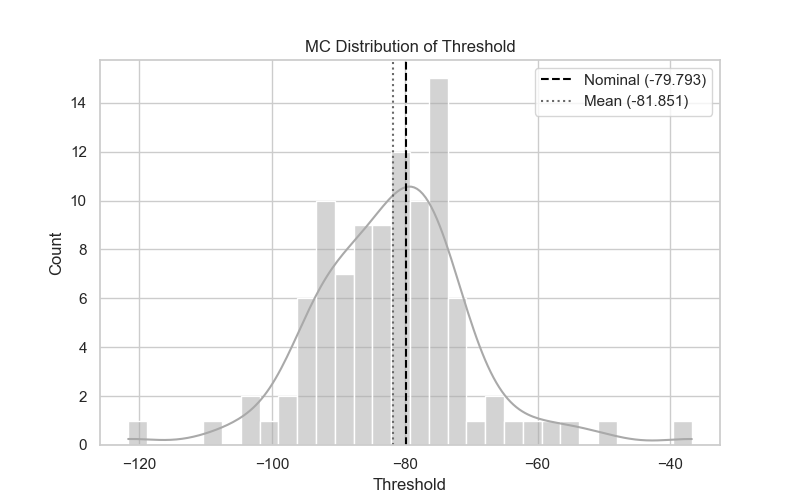 MC Distribution of Threshold
Nominal (-79.793)
Mean (-81.851)
14
12
10
8
6
4
2
0
Count
−120
−100
−80
−60
−40
Threshold